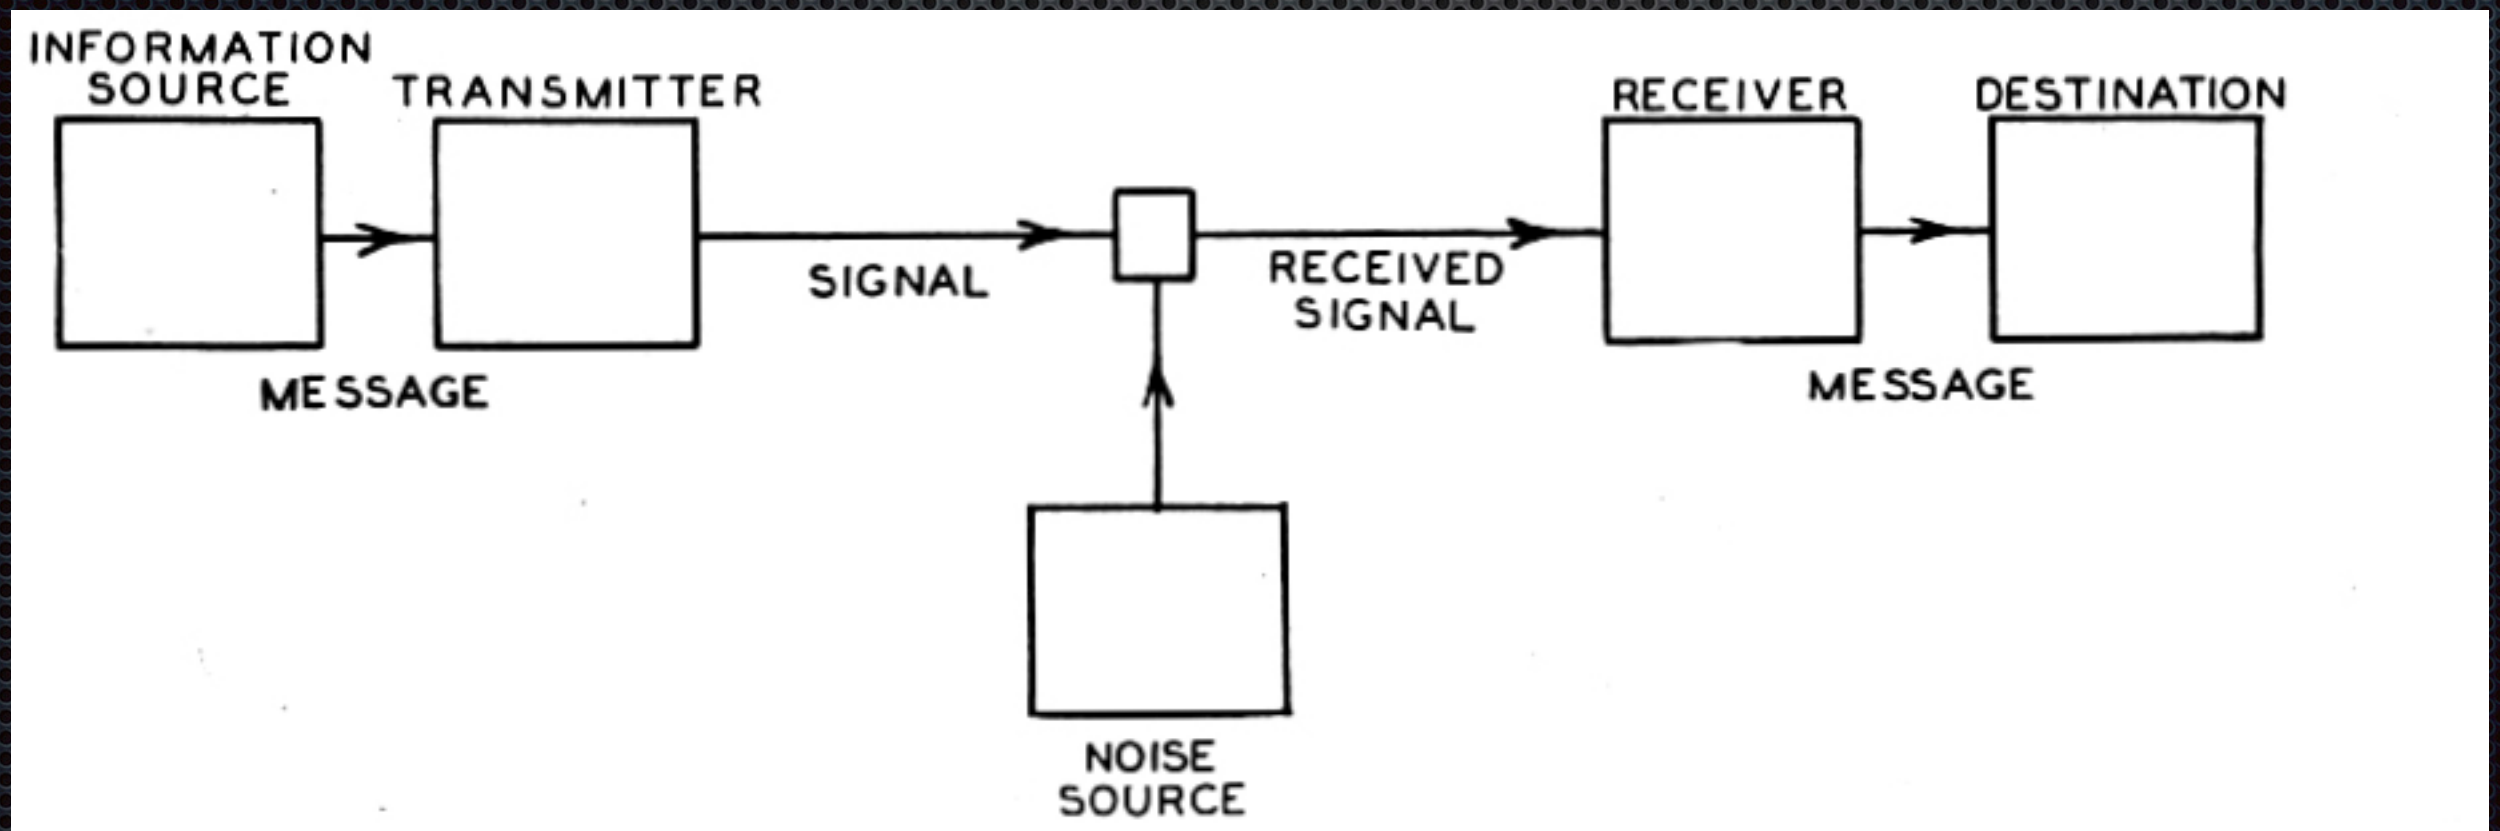 INFORMATION
SOURCE
TRANSMITTER
RECEIVER
DESTINATION
SIGNAL
RECEIVED
SIGNAL
MESSAGE
MESSAGE
NOISE
SOURCE